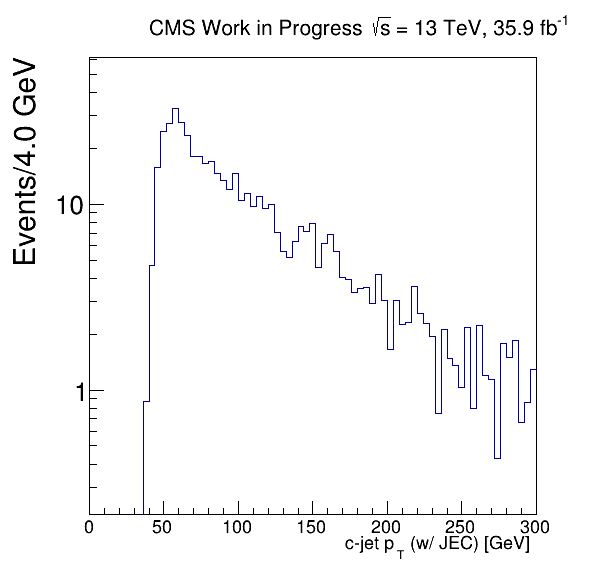 CMS Work in Progress √s = 13 TeV, 35.9 fb⁻¹
Events/4.0 GeV
10
1
0 50 100 150 200 250 300
c-jet p_T (w/ JEC) [GeV]